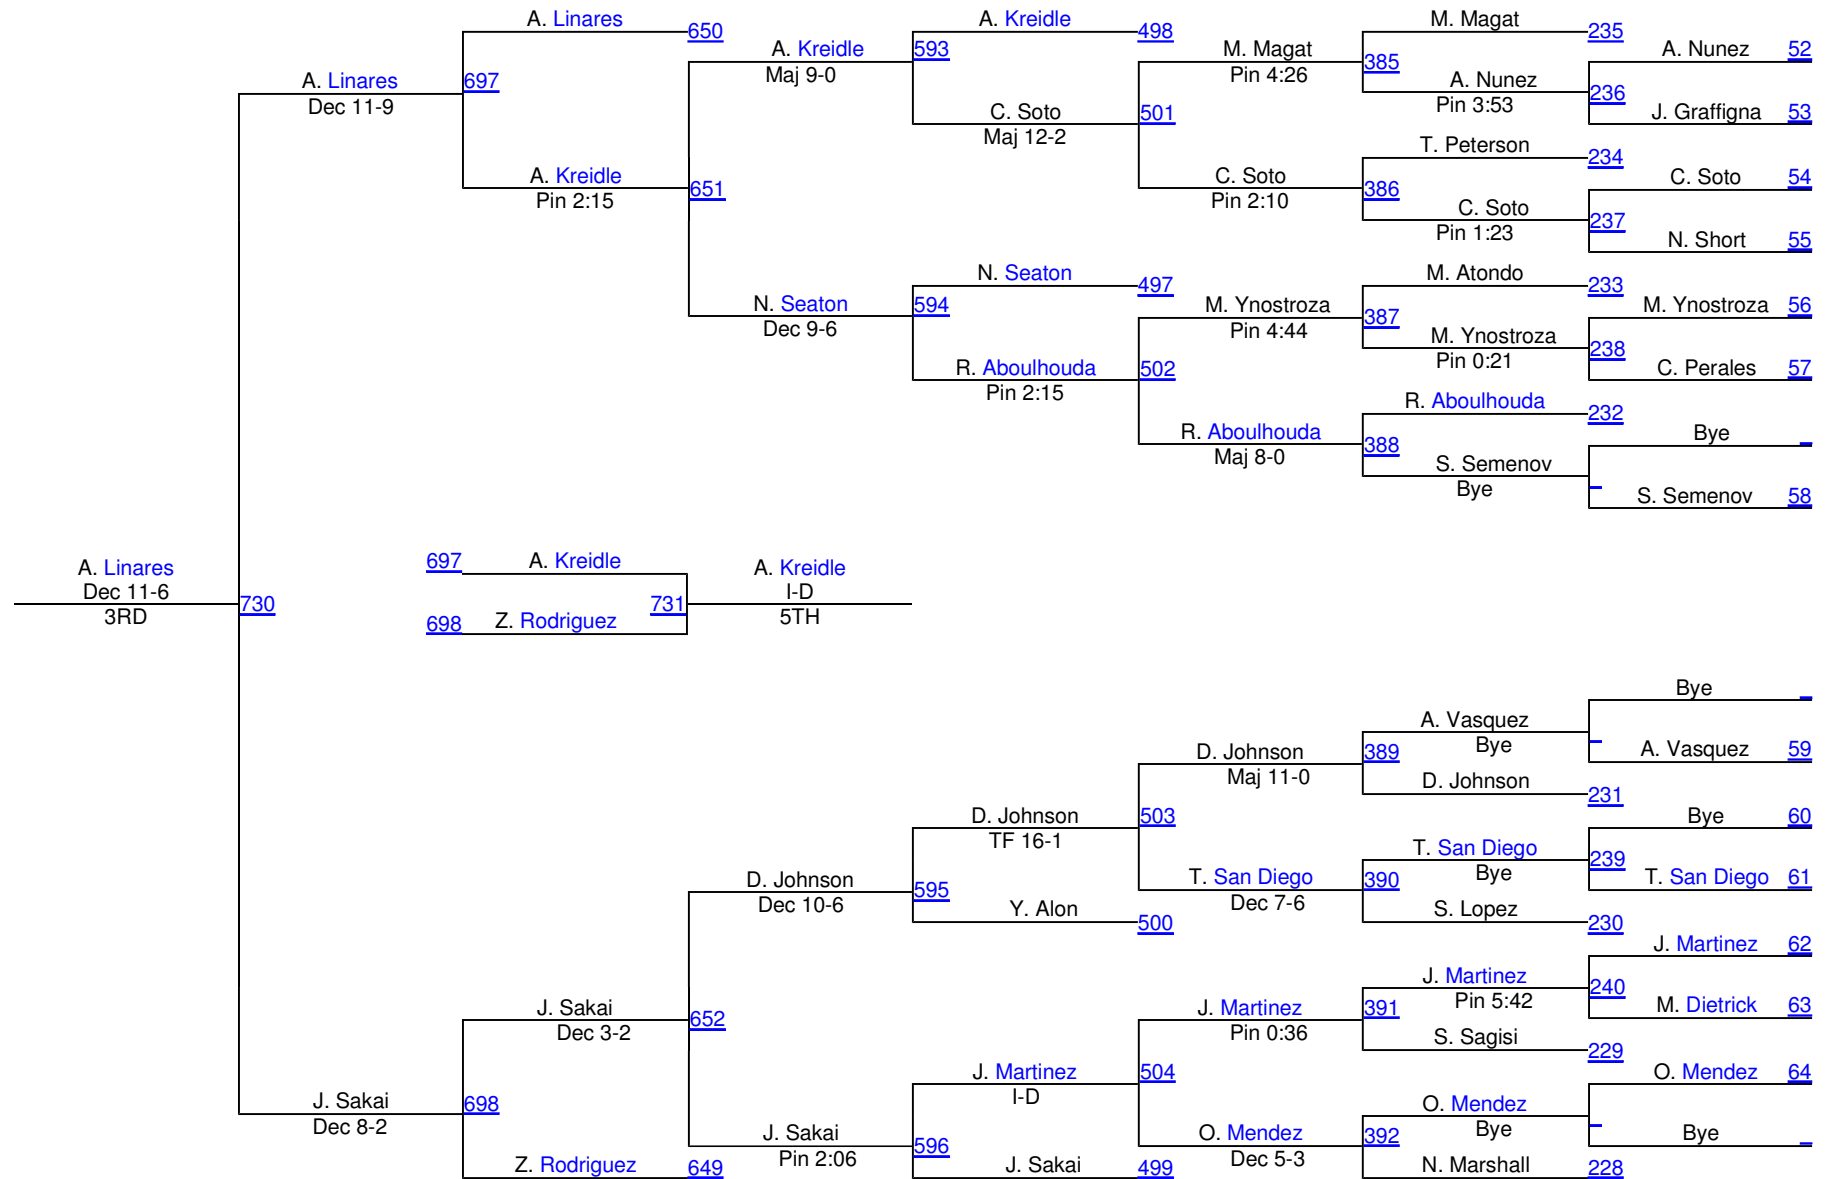 A. Linares
650
A. Kreidle
498
M. Magat
235
A. Linares
697
Dec 11-9
A. Kreidle
593
Maj 9-0
M. Magat
385
Pin 4:26
A. Nunez
52
A. Nunez
236
Pin 3:53
J. Graffigna
53
C. Soto
501
Maj 12-2
T. Peterson
234
A. Kreidle
651
Pin 2:15
C. Soto
386
Pin 2:10
C. Soto
54
C. Soto
237
Pin 1:23
N. Short
55
N. Seaton
497
M. Atondo
233
N. Seaton
594
Dec 9-6
M. Ynostroza
387
Pin 4:44
M. Ynostroza
56
M. Ynostroza
238
Pin 0:21
C. Perales
57
R. Aboulhouda
502
Pin 2:15
R. Aboulhouda
232
R. Aboulhouda
388
Maj 8-0
Bye
S. Semenov
Bye
S. Semenov
58
A. Linares
Dec 11-6
3RD
730
697
A. Kreidle
698
Z. Rodriguez
731
A. Kreidle
I-D
5TH
Bye
A. Vasquez
Bye
A. Vasquez
59
D. Johnson
389
Maj 11-0
D. Johnson
231
D. Johnson
503
TF 16-1
Bye
60
T. San Diego
239
Bye
T. San Diego
61
D. Johnson
595
Dec 10-6
T. San Diego
390
Dec 7-6
Y. Alon
500
S. Lopez
230
J. Martinez
62
J. Martinez
240
Pin 5:42
M. Dietrick
63
J. Sakai
652
Dec 3-2
J. Martinez
391
Pin 0:36
S. Sagisi
229
J. Martinez
504
I-D
O. Mendez
64
J. Sakai
698
Dec 8-2
O. Mendez
Bye
Bye
J. Sakai
596
Pin 2:06
O. Mendez
392
Dec 5-3
Z. Rodriguez
649
J. Sakai
499
N. Marshall
228